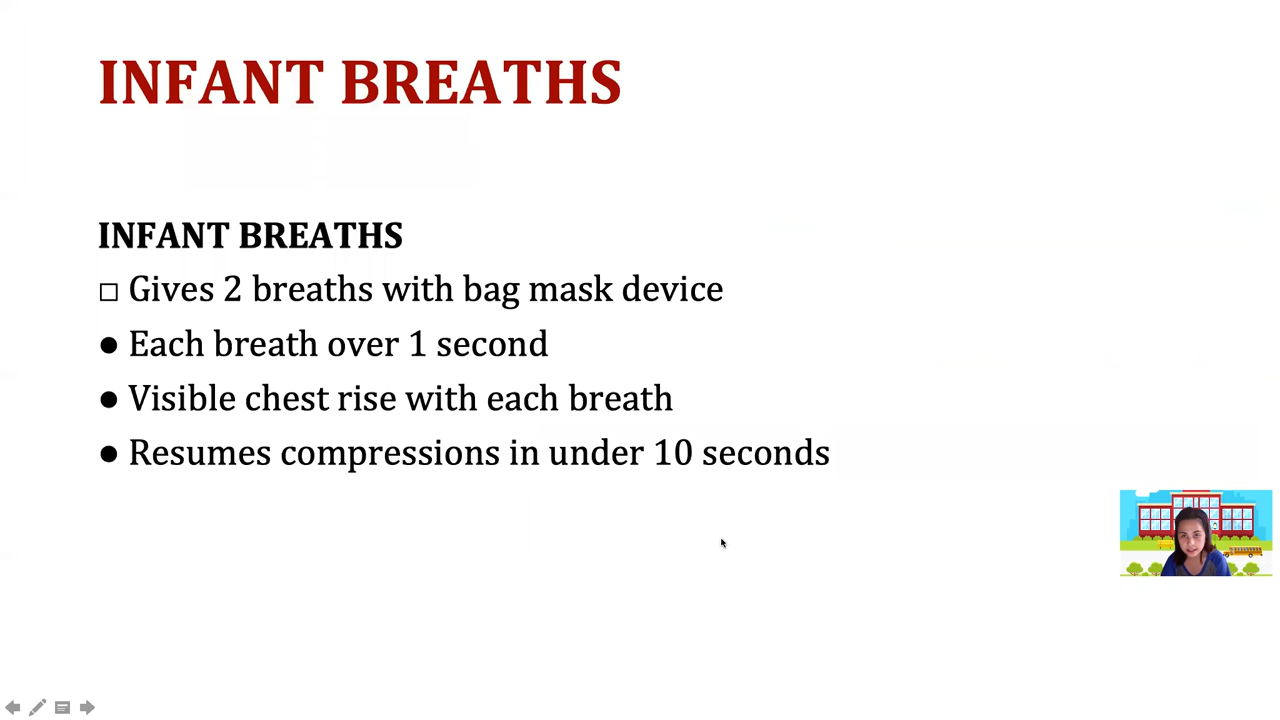 INFANT BREATHS
INFANT BREATHS
□ Gives 2 breaths with bag mask device
● Each breath over 1 second
● Visible chest rise with each breath
● Resumes compressions in under 10 seconds